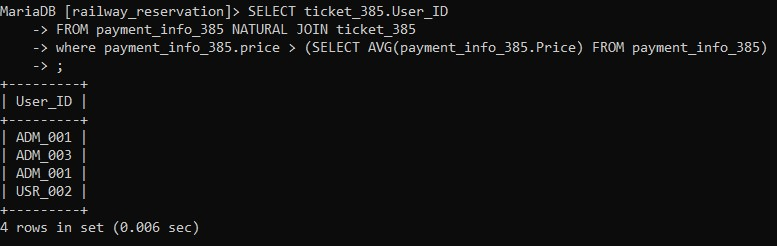 MariaDB [railway_reservation]> SELECT ticket_385.User_ID
    -> FROM payment_info_385 NATURAL JOIN ticket_385
    -> where payment_info_385.price > (SELECT AVG(payment_info_385.Price) FROM payment_info_385)
    -> ;
+---------+
| User_ID |
+---------+
| ADM_001 |
| ADM_003 |
| ADM_001 |
| USR_002 |
+---------+
4 rows in set (0.006 sec)